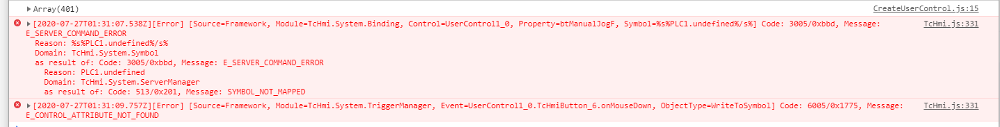 ▶Array(401) CreateUserControl.js:15
▶[2020-07-27T01:31:07.538Z][Error] [Source=Framework, Module=TcHmi.System.Binding, Control=UserControl1_0, Property=btManualJogF, Symbol=%s%PLC1.undefined%/s%] Code: 3005/0xbbd, Message: TcHmi.js:331
E_SERVER_COMMAND_ERROR
Reason: %s%PLC1.undefined%/s%
Domain: TcHmi.System.Symbol
as result of: Code: 3005/0xbbd, Message: E_SERVER_COMMAND_ERROR
Reason: PLC1.undefined
Domain: TcHmi.System.ServerManager
as result of: Code: 513/0x201, Message: SYMBOL_NOT_MAPPED
▶[2020-07-27T01:31:09.757Z][Error] [Source=Framework, Module=TcHmi.System.TriggerManager, Event=UserControl1_0.TcHmiButton_6.onMouseDown, ObjectType=WriteToSymbol] Code: 6005/0x1775, Message: TcHmi.js:331
E_CONTROL_ATTRIBUTE_NOT_FOUND